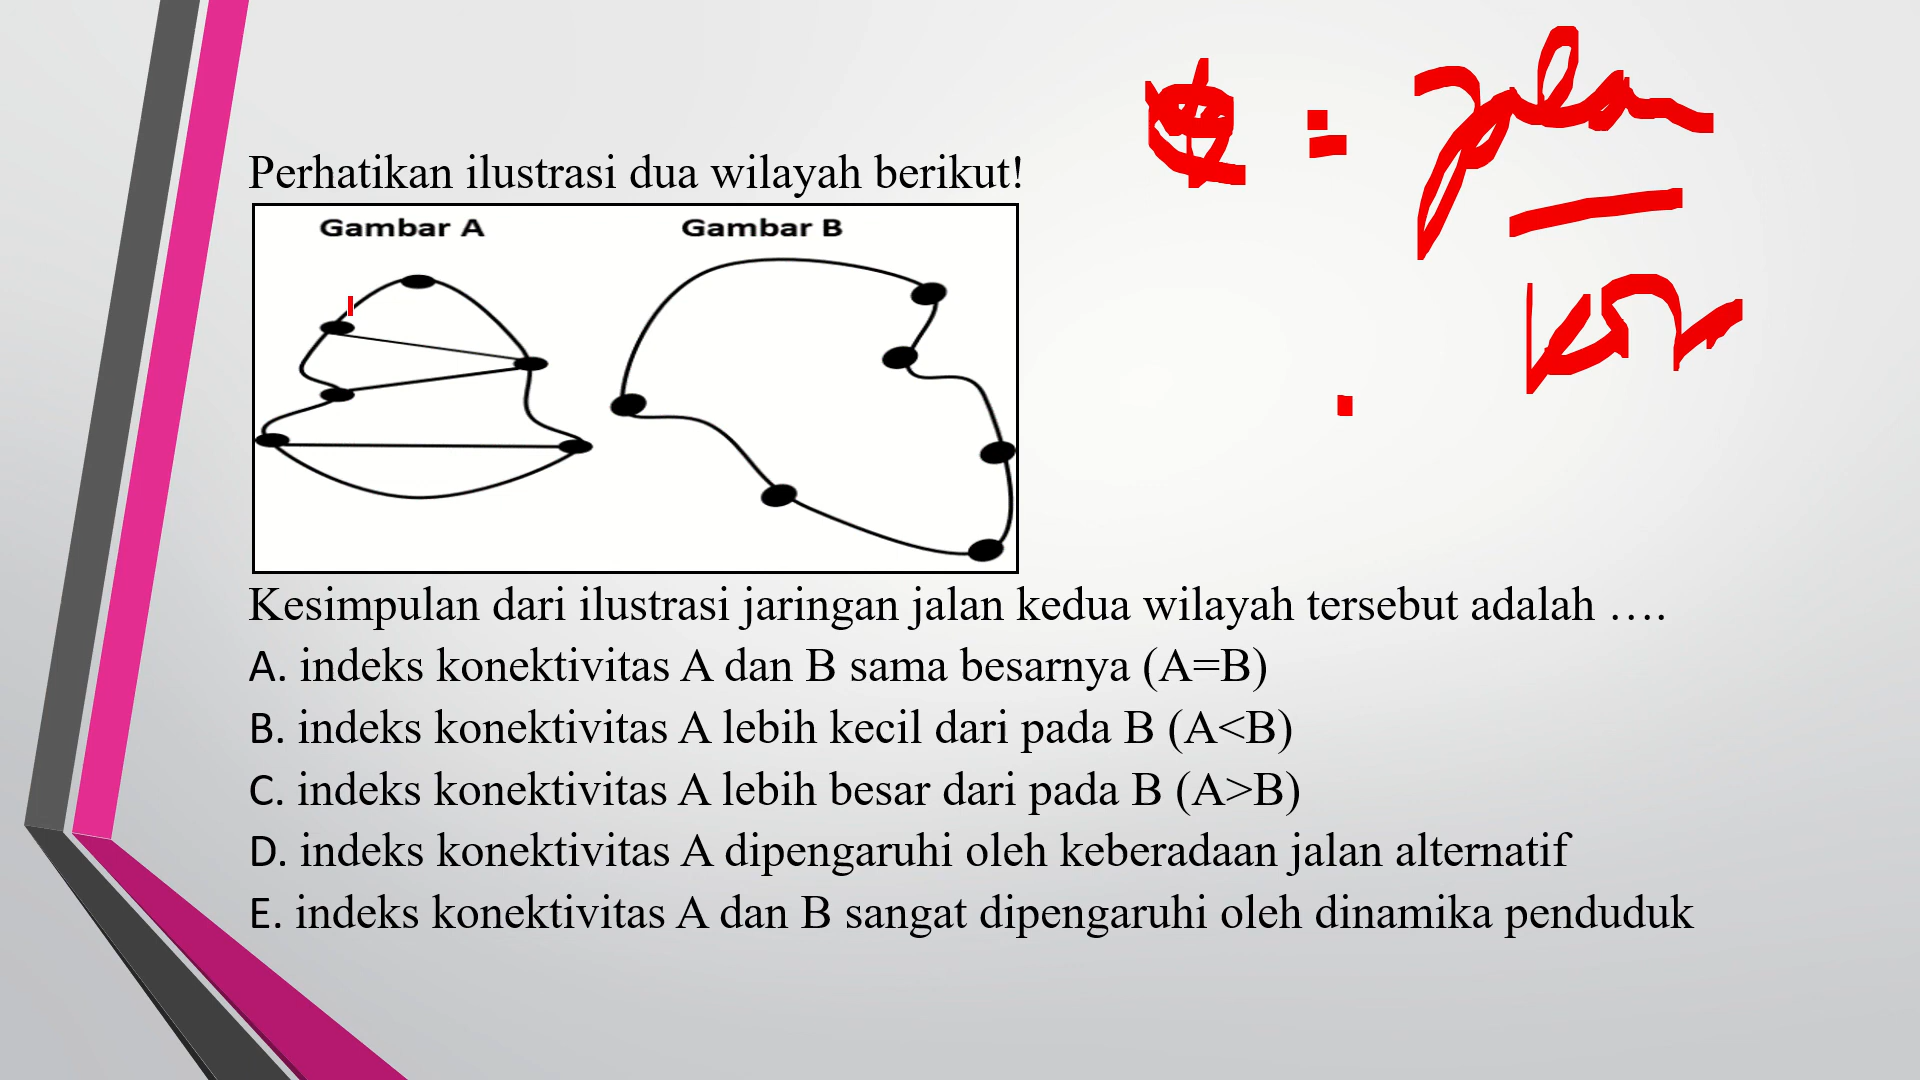 Perhatikan ilustrasi dua wilayah berikut!
= jalan
Gambar A Gambar B
Kesimpulan dari ilustrasi jaringan jalan kedua wilayah tersebut adalah ….
A. indeks konektivitas A dan B sama besarnya (A=B)
B. indeks konektivitas A lebih kecil dari pada B (A<B)
C. indeks konektivitas A lebih besar dari pada B (A>B)
D. indeks konektivitas A dipengaruhi oleh keberadaan jalan alternatif
E. indeks konektivitas A dan B sangat dipengaruhi oleh dinamika penduduk